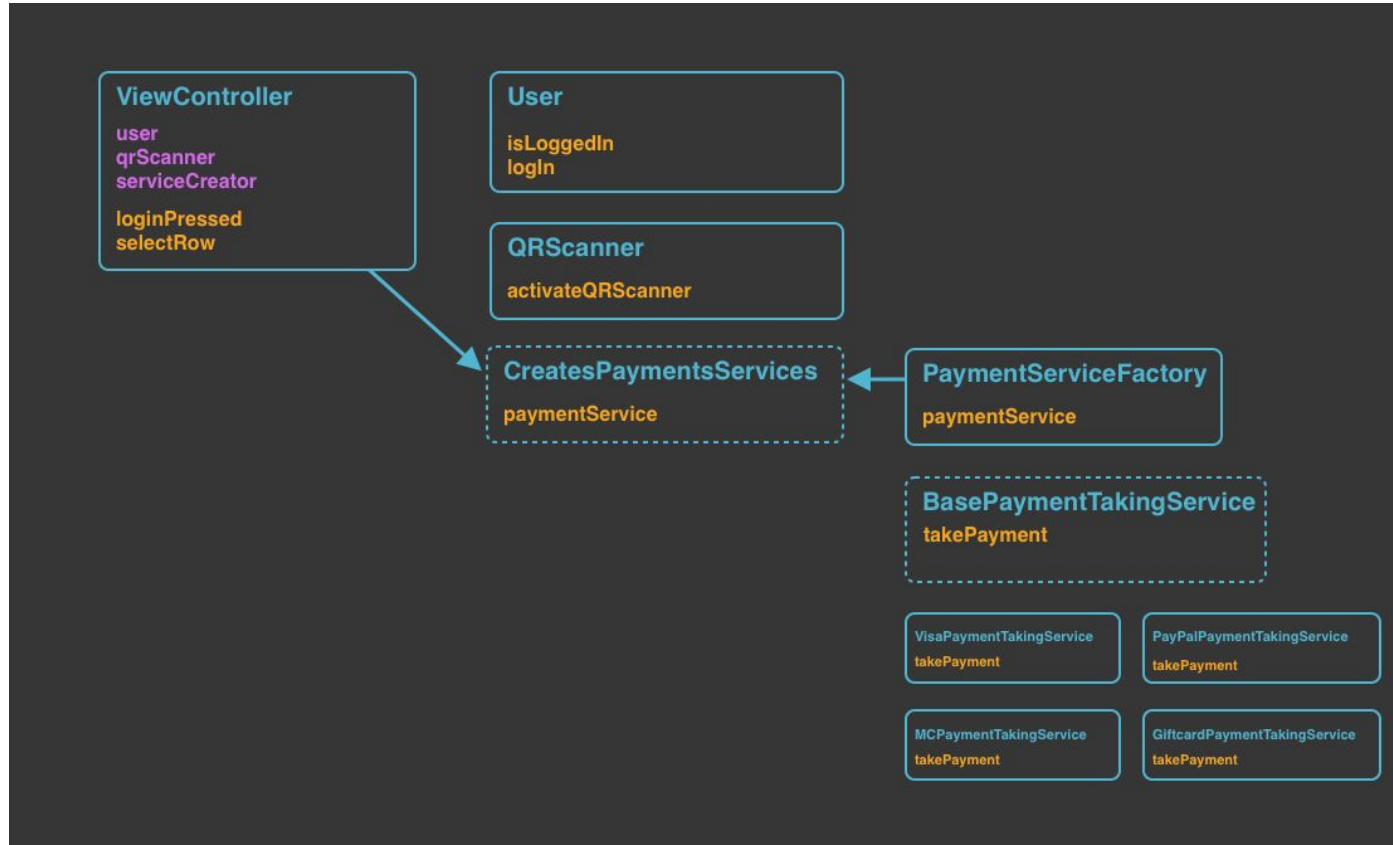 ViewController
user
qrScanner
serviceCreator
loginPressed
selectRow
User
isLoggedIn
logIn
QRScanner
activateQRScanner
CreatesPaymentsServices
paymentService
PaymentServiceFactory
paymentService
BasePaymentTakingService
takePayment
VisaPaymentTakingService
takePayment
PayPalPaymentTakingService
takePayment
MCPaymentTakingService
takePayment
GiftcardPaymentTakingService
takePayment